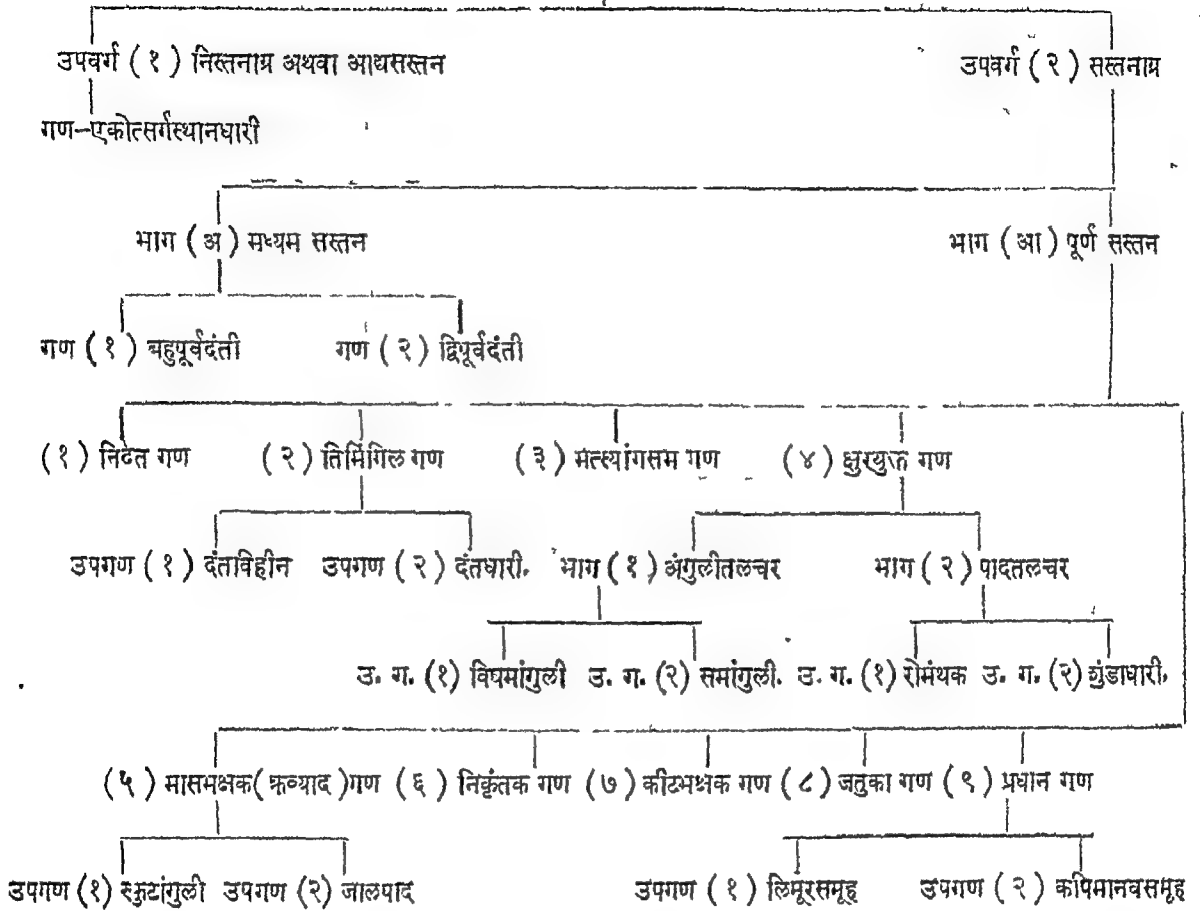 उपवर्ग (१) निस्तनाग्र अथवा आद्यसस्तन उपवर्ग (२) सस्तनाग्र
गण-एकोत्सर्गस्थानधारी
भाग (अ) मध्यम सस्तन भाग (आ) पूर्ण सस्तन
गण (१) बहुपूर्वदंती गण (२) द्विपूर्वदंती
(१) निर्दंत गण (२) तिमिंगिल गण (३) मत्स्यांगसम गण (४) क्षुरयुक्त गण
उपगण (१) दंतविहीन उपगण (२) दंतधारी. भाग (१) अंगुलीतलचर भाग (२) पादतलचर
उ. ग. (१) विषमांगुली उ. ग. (२) समांगुली. उ. ग. (१) रोमंथक उ. ग. (२) शुंडाधारी.
(५) मासभक्षक(क्रव्याद)गण (६) निकृंतक गण (७) कीटभक्षक गण (८) जतुका गण (९) प्रधान गण
उपगण (१) स्फुटांगुली उपगण (२) जालपाद उपगण (१) लिमूरसमूह उपगण (२) कपिमानवसमूह